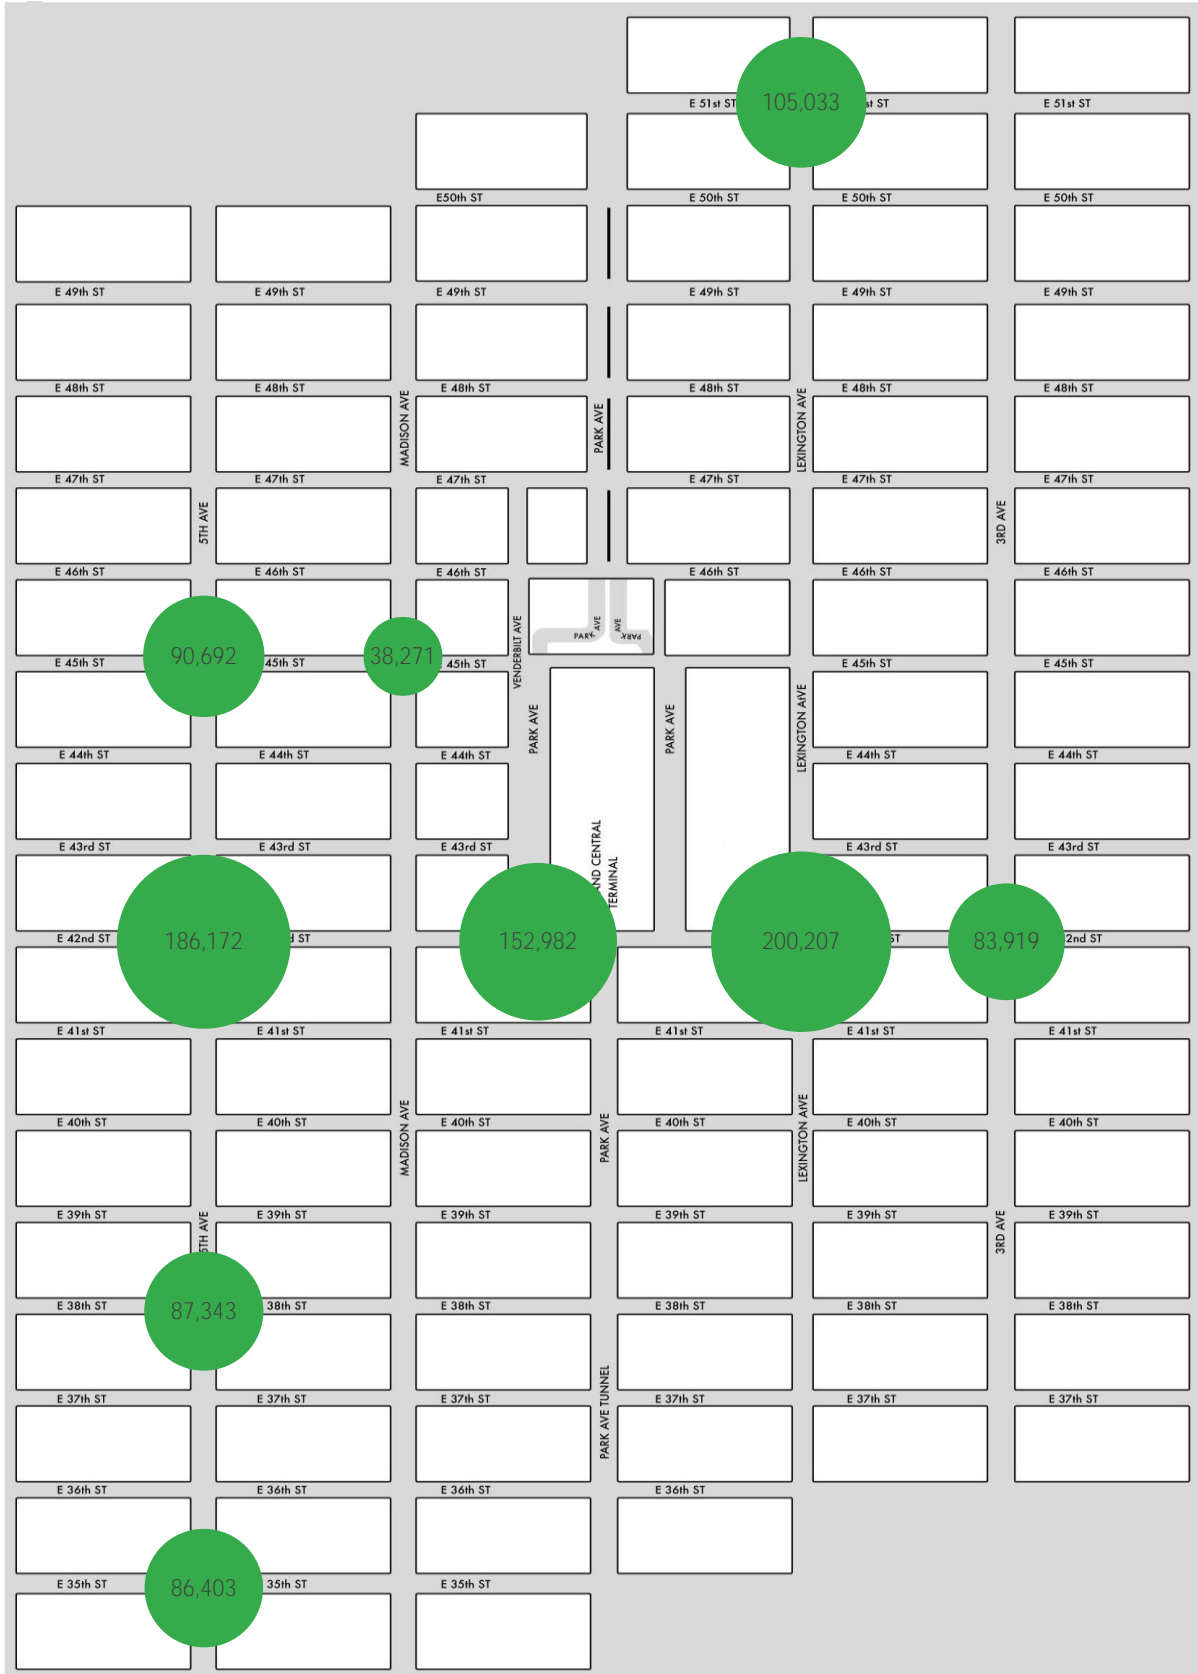 E 51st ST 105,033 st ST E 51st ST
E50th ST E 50th ST E 50th ST E 50th ST
E 49th ST E 49th ST E 49th ST E 49th ST E 49th ST E 49th ST
E 48th ST E 48th ST E 48th ST E 48th ST E 48th ST E 48th ST
MADISON AVE
PARK AVE
LEXINGTON AVE
E 47th ST E 47th ST E 47th ST E 47th ST E 47th ST E 47th ST
5TH AVE
3RD AVE
E 46th ST E 46th ST E 46th ST E 46th ST E 46th ST E 46th ST
VENDERBILT AVE
PARK AVE
AVE PARK
90,692 38,271
E 45th ST 45th ST 45th ST E 45th ST E 45th ST
PARK AVE
PARK AVE
LEXINGTON AtVE
E 44th ST E 44th ST E 44th ST E 44th ST E 44th ST
E 43rd ST E 43rd ST E 43rd ST E 43rd ST E 43rd ST
AND CENTRAL
TERMINAL
186,172 152,982 200,207 83,919
E 42nd ST d ST ST 2nd ST
E 41st ST E 41st ST E 41st ST E 41st ST E 41st ST E 41st ST
MADISON AVE
PARK AVE
LEXINGTON AtVE
E 40th ST E 40th ST E 40th ST E 40th ST E 40th ST E 40th ST
E 39th ST E 39th ST E 39th ST E 39th ST E 39th ST E 39th ST
5TH AVE
3RD AVE
87,343
E 38th ST 38th ST E 38th ST E 38th ST E 38th ST E 38th ST
PARK AVE TUNNEL
E 37th ST E 37th ST E 37th ST E 37th ST E 37th ST E 37th ST
E 36th ST E 36th ST E 36th ST E 36th ST
86,403
E 35th ST 35th ST E 35th ST